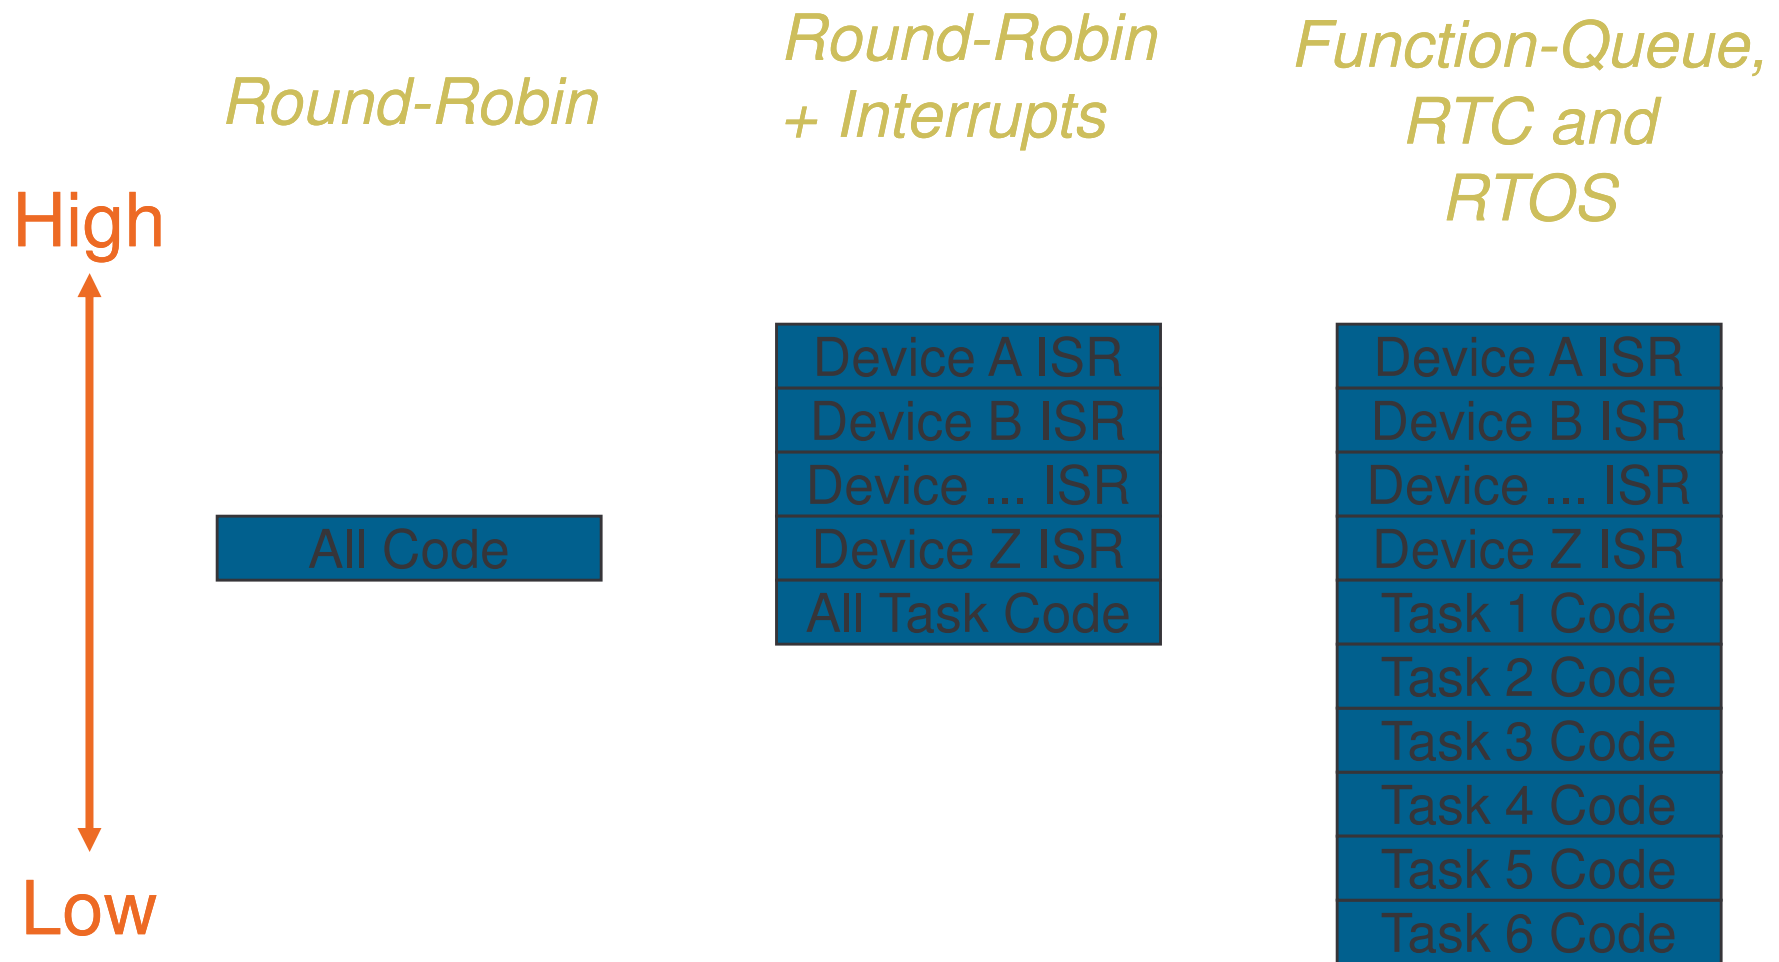 Round-Robin
Round-Robin
+ Interrupts
Function-Queue,
RTC and
RTOS
High
Low
All Code
Device A ISR
Device B ISR
Device ... ISR
Device Z ISR
All Task Code
Device A ISR
Device B ISR
Device ... ISR
Device Z ISR
Task 1 Code
Task 2 Code
Task 3 Code
Task 4 Code
Task 5 Code
Task 6 Code